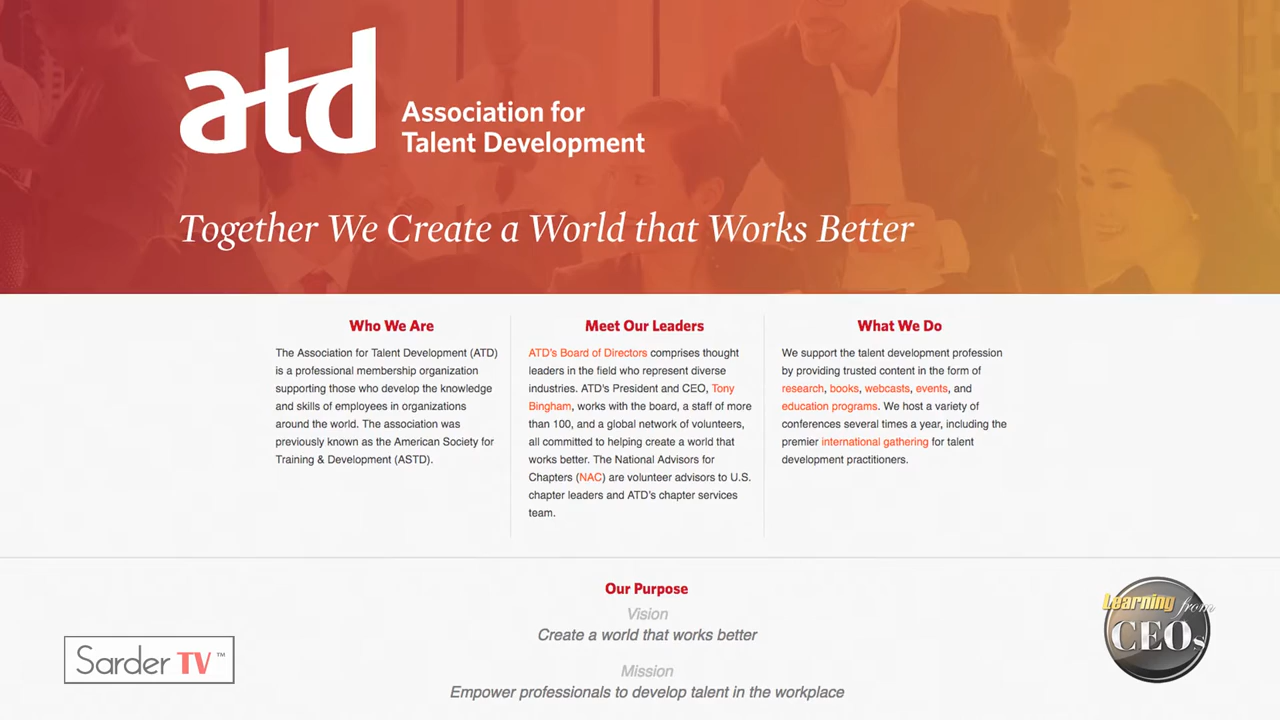 atd
Association for
Talent Development
Together We Create a World that Works Better
Who We Are
The Association for Talent Development (ATD)
is a professional membership organization
supporting those who develop the knowledge
and skills of employees in organizations
around the world. The association was
previously known as the American Society for
Training & Development (ASTD).
Meet Our Leaders
ATD's Board of Directors comprises thought
leaders in the field who represent diverse
industries. ATD's President and CEO, Tony
Bingham, works with the board, a staff of more
than 100, and a global network of volunteers,
all committed to helping create a world that
works better. The National Advisors for
Chapters (NAC) are volunteer advisors to U.S.
chapter leaders and ATD's chapter services
team.
What We Do
We support the talent development profession
by providing trusted content in the form of
research, books, webcasts, events, and
education programs. We host a variety of
conferences several times a year, including the
premier international gathering for talent
development practitioners.
Our Purpose
Vision
Create a world that works better
Mission
Empower professionals to develop talent in the workplace
Sarder TV™
Learning from
CEOs